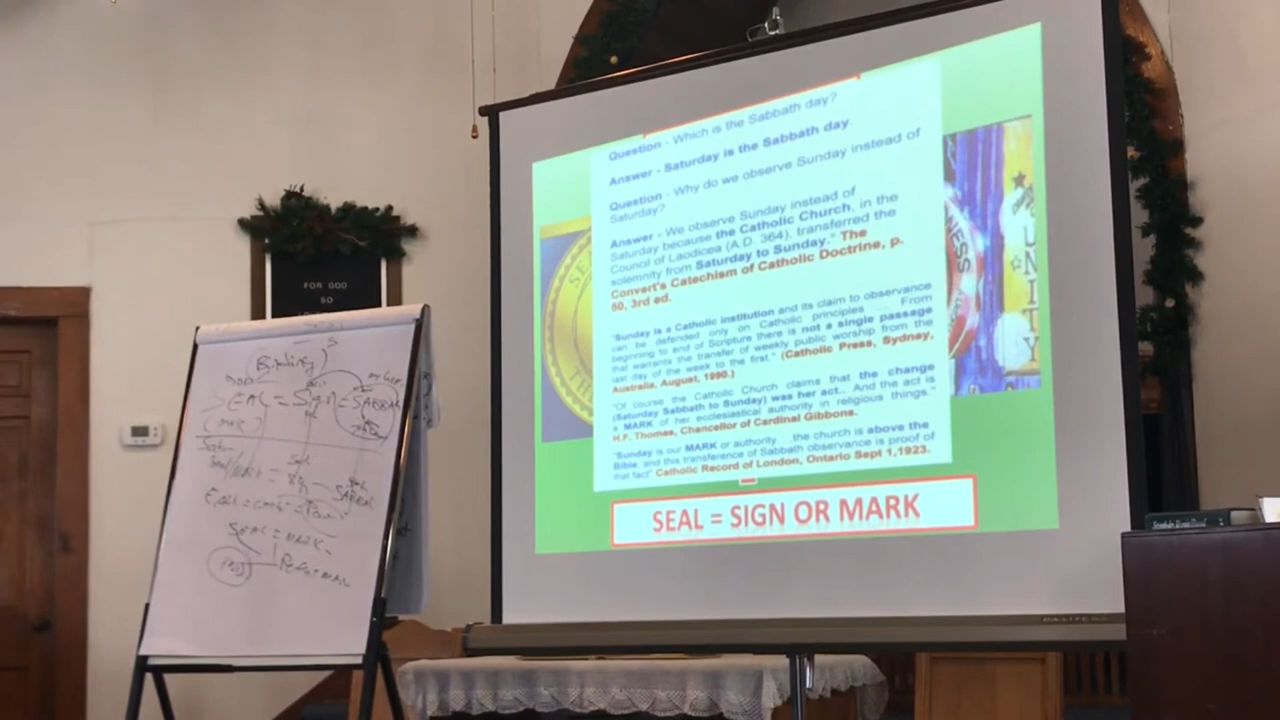 Question - Which is the Sabbath day?
Answer - Saturday is the Sabbath day.
Question - Why do we observe Sunday instead of
Saturday?
Answer - We observe Sunday instead of
Saturday because the Catholic Church, in the
Council of Laodicea (A.D. 364), transferred the
solemnity from Saturday to Sunday." The
Convert's Catechism of Catholic Doctrine, p.
50, 3rd ed.
"Sunday is a Catholic institution and its claim to observance
can be defended only on Catholic principles ... From
beginning to end of Scripture there is not a single passage
that warrants the transfer of weekly public worship from the
last day of the week to the first." (Catholic Press, Sydney,
Australia, August, 1990.)
"Of course the Catholic Church claims that the change
(Saturday Sabbath to Sunday) was her act... And the act is
a MARK of her ecclesiastical authority in religious things."
H.F. Thomas, Chancellor of Cardinal Gibbons.
"Sunday is our MARK or authority. ...the church is above the
Bible, and this transference of Sabbath observance is proof of
that fact" Catholic Record of London, Ontario Sept 1,1923.
SEAL = SIGN OR MARK
NESS
UNITY
SEA
TH
FOR GOD
SO
SEAL = Sign = SABBATH
SABBATH
SEAL = MARK
DA-LITE